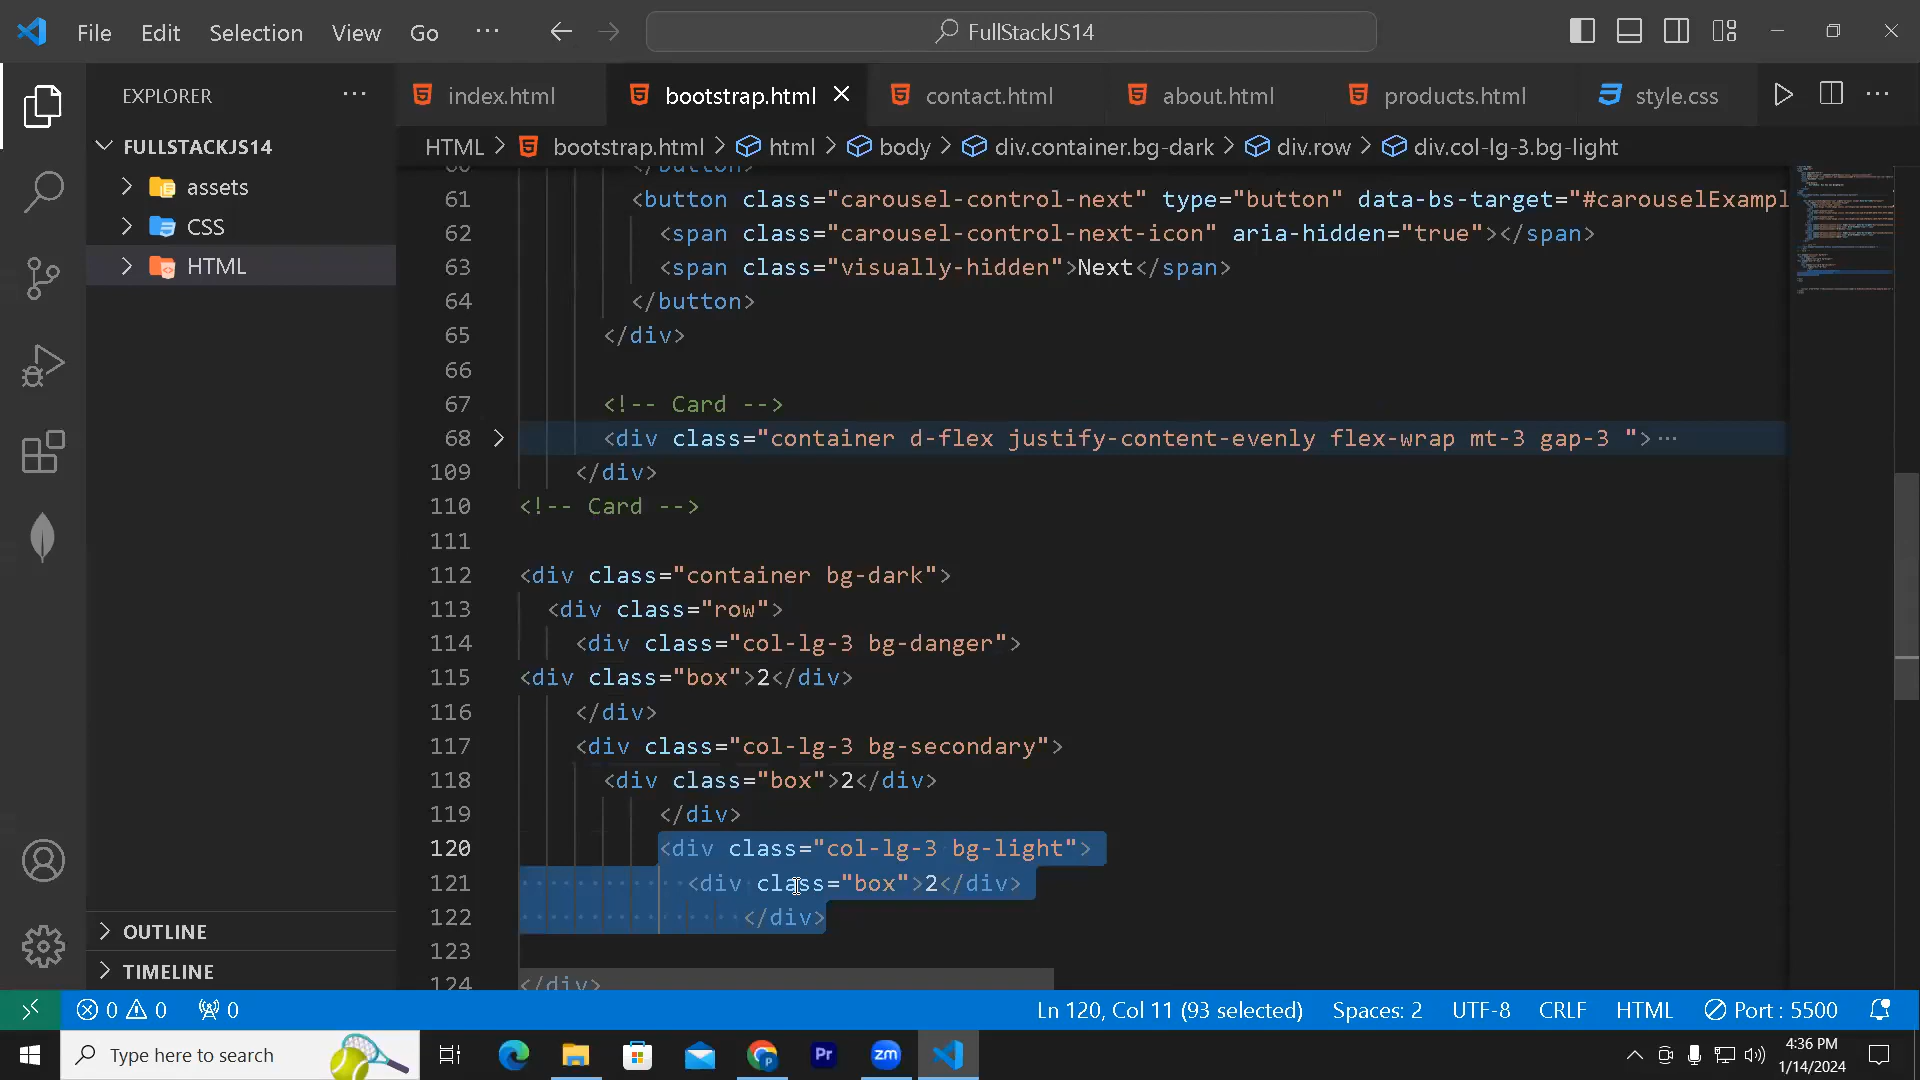 File Edit Selection View Go ··· FullStackJS14
EXPLORER ···
index.html bootstrap.html contact.html about.html products.html style.css ···
FULLSTACKJS14
assets
CSS
HTML
HTML > bootstrap.html > html > body > div.container.bg-dark > div.row > div.col-lg-3.bg-light
60 </button>
61 <button class="carousel-control-next" type="button" data-bs-target="#carouselExampl
62 <span class="carousel-control-next-icon" aria-hidden="true"></span>
63 <span class="visually-hidden">Next</span>
64 </button>
65 </div>
66
67 <!-- Card -->
68 <div class="container d-flex justify-content-evenly flex-wrap mt-3 gap-3 ">···
109 </div>
110 <!-- Card -->
111
112 <div class="container bg-dark">
113 <div class="row">
114 <div class="col-lg-3 bg-danger">
115 <div class="box">2</div>
116 </div>
117 <div class="col-lg-3 bg-secondary">
118 <div class="box">2</div>
119 </div>
120 <div class="col-lg-3 bg-light">
121 <div class="box">2</div>
122 </div>
123
124 </div>
OUTLINE
TIMELINE
0 0 0 Ln 120, Col 11 (93 selected) Spaces: 2 UTF-8 CRLF HTML Port : 5500
Type here to search Pr zm 4:36 PM
1/14/2024